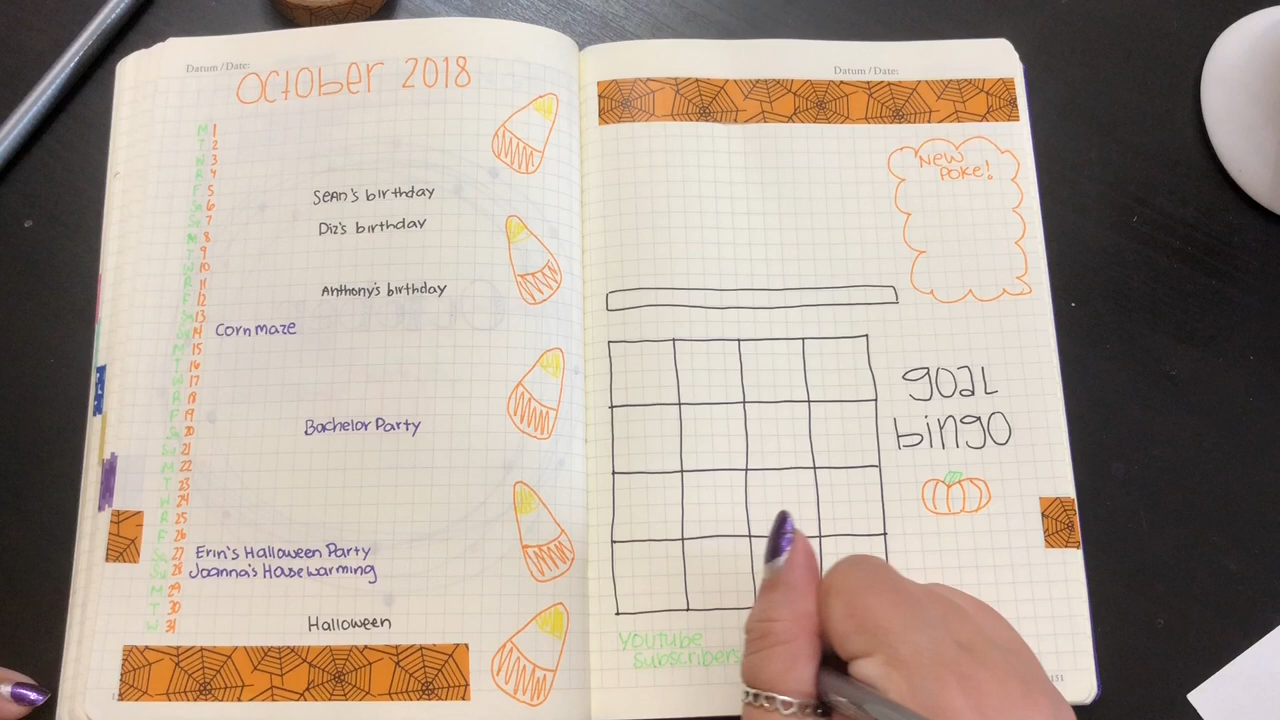 Datum / Date:
OCTOBER 2018
M 1
T 2
W 3
R 4
F 5 Sean's birthday
Sa 6
Su 7 Diz's birthday
M 8
T 9
W 10
R 11 Anthony's birthday
F 12
Sa 13
Su 14 Corn maze
M 15
T 16
W 17
R 18
F 19
Sa 20 Bachelor Party
Su 21
M 22
T 23
W 24
R 25
F 26
Sa 27 Erin's Halloween Party
Su 28 Joanna's Housewarming
M 29
T 30
W 31 Halloween
Datum / Date:
New
Poke!
goal
bingo
Youtube
Subscribers
151